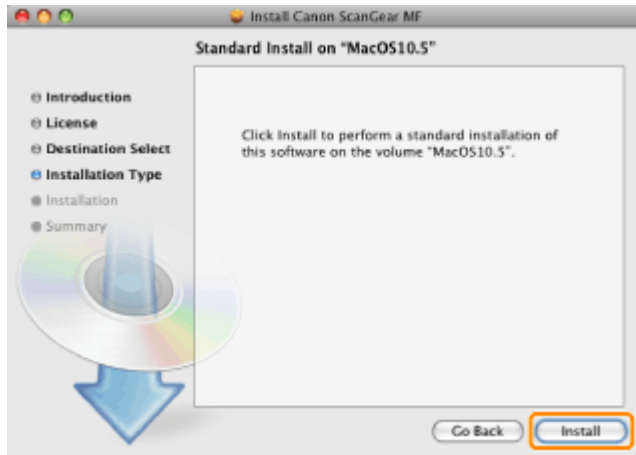 Install Canon ScanGear MF
Standard Install on "MacOS10.5"
Introduction
License
Destination Select
Installation Type
Installation
Summary
Click Install to perform a standard installation of
this software on the volume "MacOS10.5".
Go Back
Install